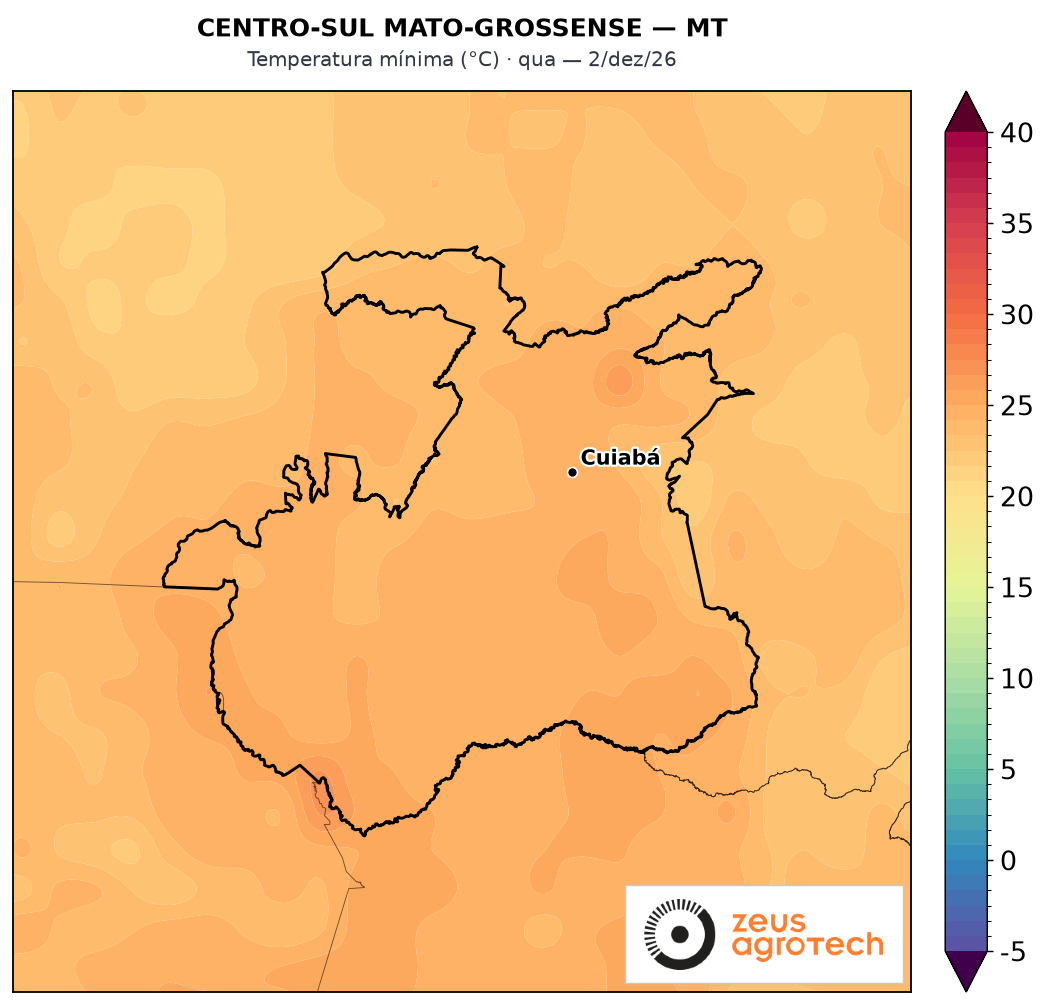 CENTRO-SUL MATO-GROSSENSE — MT
Temperatura mínima (°C) · qua — 2/dez/26
40
35
30
25
20
15
10
5
0
-5
Cuiabá
zeus
agrotech